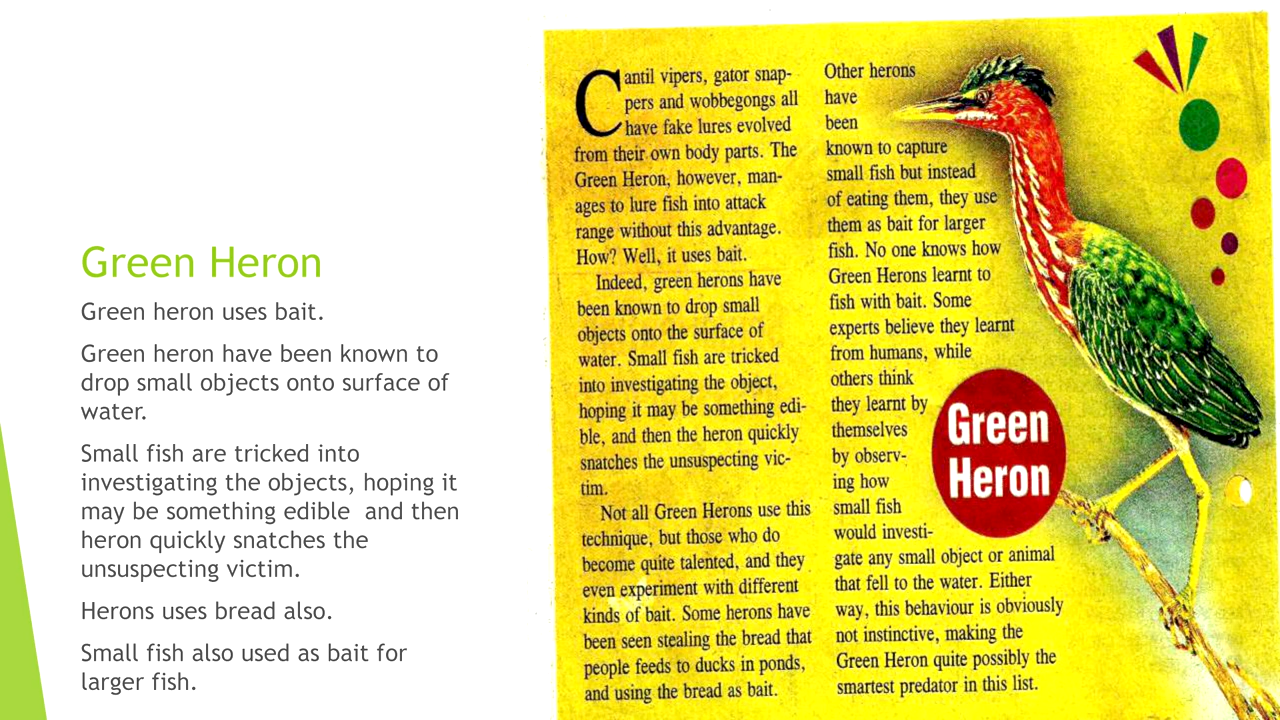 Green Heron
Green heron uses bait.
Green heron have been known to
drop small objects onto surface of
water.
Small fish are tricked into
investigating the objects, hoping it
may be something edible and then
heron quickly snatches the
unsuspecting victim.
Herons uses bread also.
Small fish also used as bait for
larger fish.
Cantil vipers, gator snap-
pers and wobbegongs all
have fake lures evolved
from their own body parts. The
Green Heron, however, man-
ages to lure fish into attack
range without this advantage.
How? Well, it uses bait.
Indeed, green herons have
been known to drop small
objects onto the surface of
water. Small fish are tricked
into investigating the object,
hoping it may be something edi-
ble, and then the heron quickly
snatches the unsuspecting vic-
tim.
Not all Green Herons use this
technique, but those who do
become quite talented, and they
even experiment with different
kinds of bait. Some herons have
been seen stealing the bread that
people feeds to ducks in ponds,
and using the bread as bait.
Other herons
have
been
known to capture
small fish but instead
of eating them, they use
them as bait for larger
fish. No one knows how
Green Herons learnt to
fish with bait. Some
experts believe they learnt
from humans, while
others think
they learnt by
themselves
by observ-
ing how
small fish
would investi-
gate any small object or animal
that fell to the water. Either
way, this behaviour is obviously
not instinctive, making the
Green Heron quite possibly the
smartest predator in this list.
Green
Heron